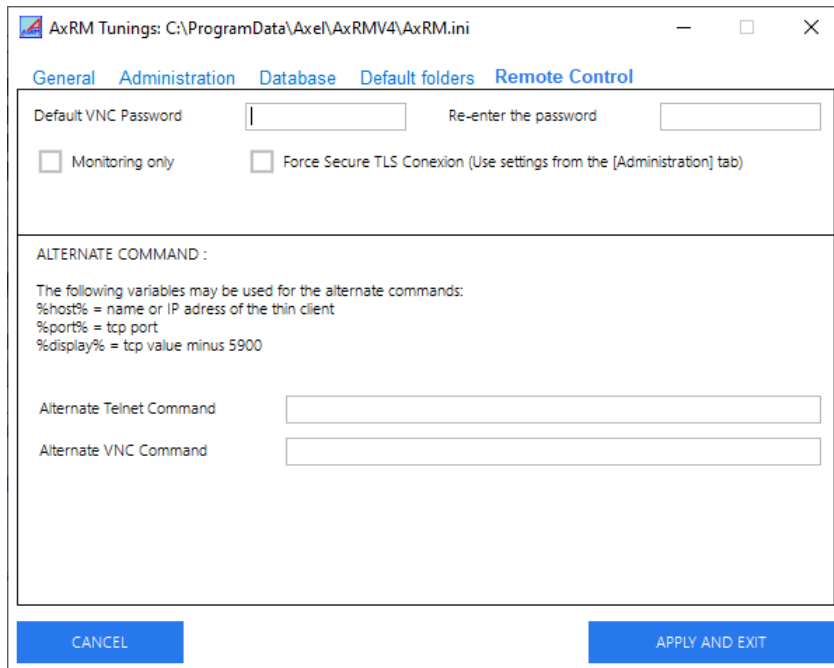 AxRM Tunings: C:\ProgramData\Axel\AxRMV4\AxRM.ini
General Administration Database Default folders Remote Control
Default VNC Password Re-enter the password
Monitoring only Force Secure TLS Conexion (Use settings from the [Administration] tab)
ALTERNATE COMMAND :
The following variables may be used for the alternate commands:
%host% = name or IP adress of the thin client
%port% = tcp port
%display% = tcp value minus 5900
Alternate Telnet Command
Alternate VNC Command
CANCEL APPLY AND EXIT